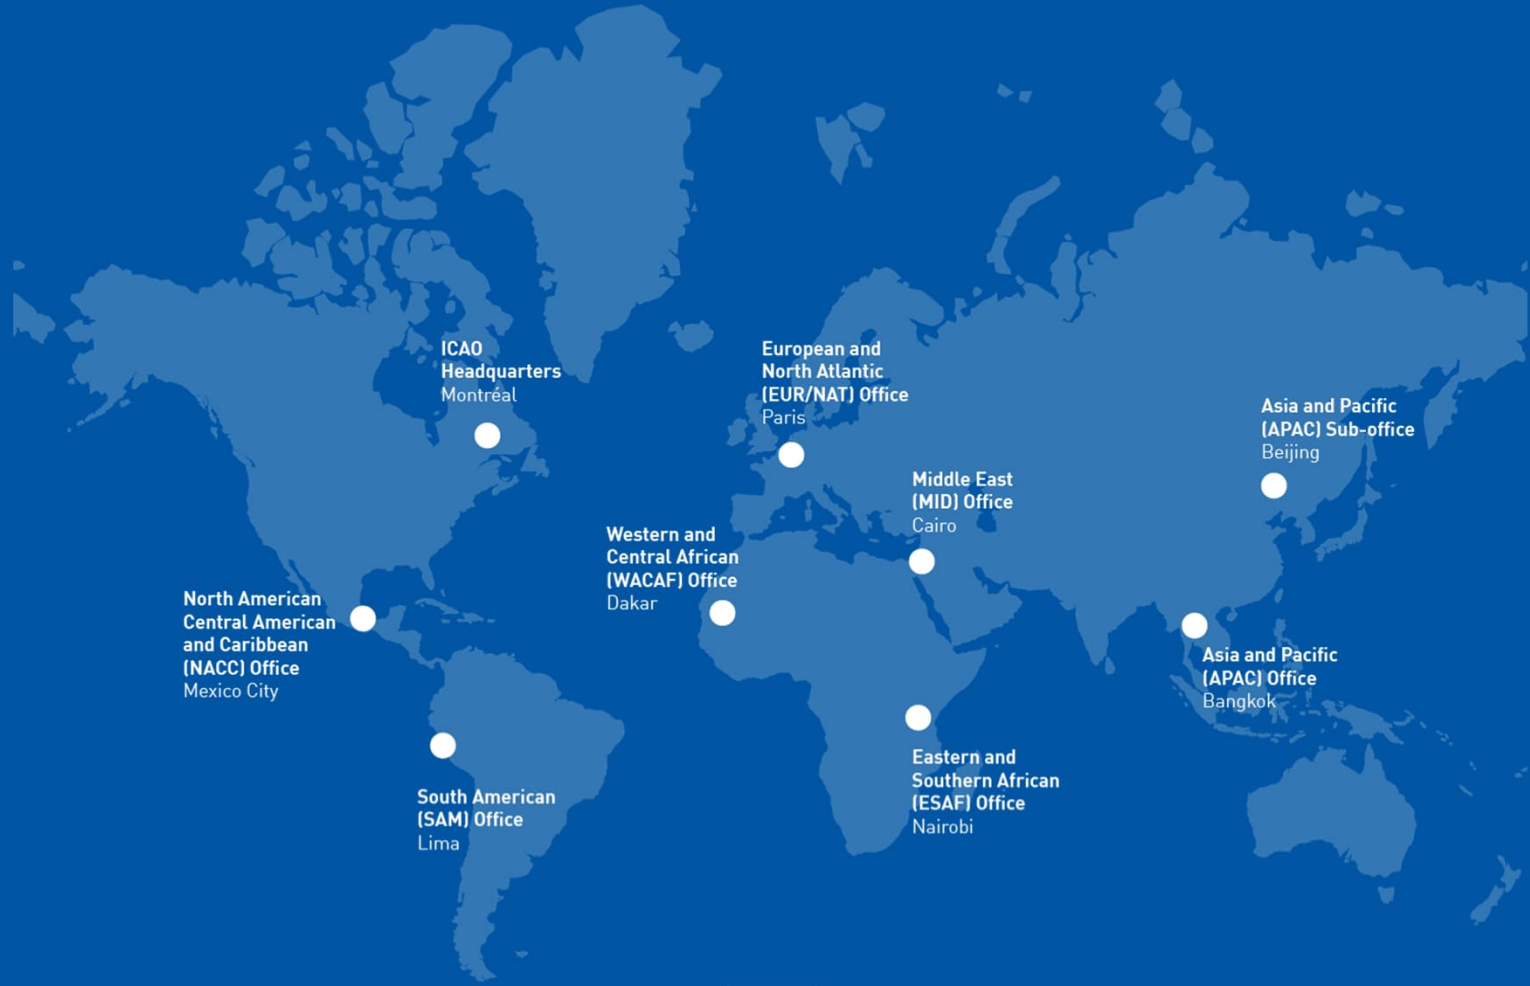 ICAO
Headquarters
Montréal
European and
North Atlantic
(EUR/NAT) Office
Paris
Asia and Pacific
(APAC) Sub-office
Beijing
Middle East
(MID) Office
Cairo
Western and
Central African
(WACAF) Office
Dakar
North American
Central American
and Caribbean
(NACC) Office
Mexico City
Asia and Pacific
(APAC) Office
Bangkok
Eastern and
Southern African
(ESAF) Office
Nairobi
South American
(SAM) Office
Lima